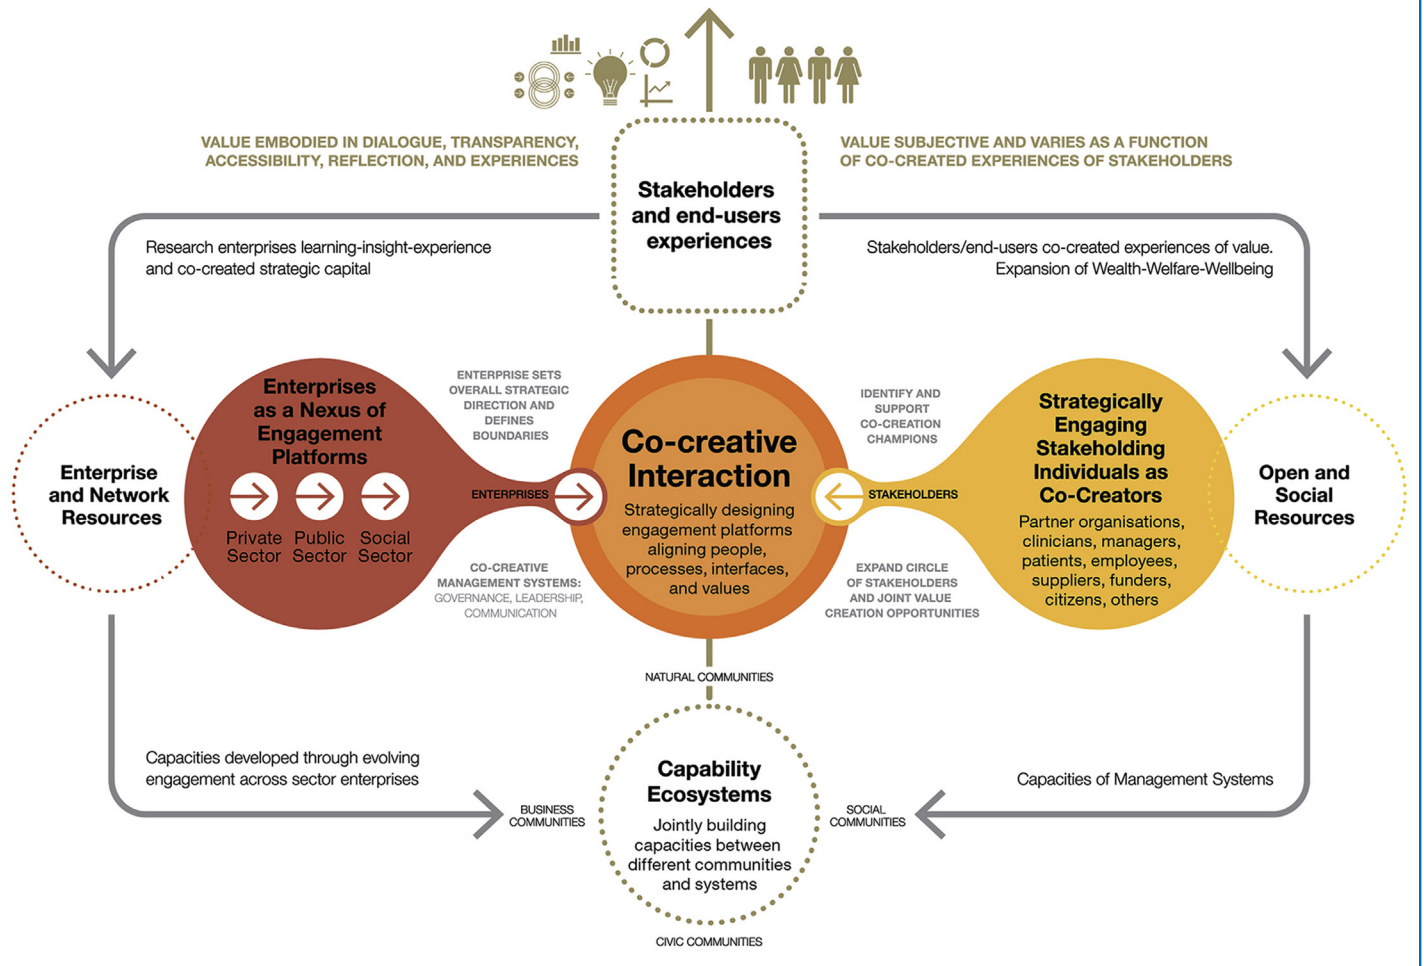 VALUE EMBODIED IN DIALOGUE, TRANSPARENCY,
ACCESSIBILITY, REFLECTION, AND EXPERIENCES
VALUE SUBJECTIVE AND VARIES AS A FUNCTION
OF CO-CREATED EXPERIENCES OF STAKEHOLDERS
Stakeholders
and end-users
experiences
Research enterprises learning-insight-experience
and co-created strategic capital
Stakeholders/end-users co-created experiences of value.
Expansion of Wealth-Welfare-Wellbeing
Enterprise
and Network
Resources
Enterprises
as a Nexus of
Engagement
Platforms
Private
Sector
Public
Sector
Social
Sector
ENTERPRISE SETS
OVERALL STRATEGIC
DIRECTION AND
DEFINES
BOUNDARIES
ENTERPRISES
CO-CREATIVE
MANAGEMENT SYSTEMS:
GOVERNANCE, LEADERSHIP,
COMMUNICATION
Co-creative
Interaction
Strategically designing
engagement platforms
aligning people,
processes, interfaces,
and values
IDENTIFY AND
SUPPORT
CO-CREATION
CHAMPIONS
STAKEHOLDERS
EXPAND CIRCLE
OF STAKEHOLDERS
AND JOINT VALUE
CREATION OPPORTUNITIES
Strategically
Engaging
Stakeholding
Individuals as
Co-Creators
Partner organisations,
clinicians, managers,
patients, employees,
suppliers, funders,
citizens, others
Open and
Social
Resources
NATURAL COMMUNITIES
Capacities developed through evolving
engagement across sector enterprises
BUSINESS
COMMUNITIES
Capability
Ecosystems
Jointly building
capacities between
different communities
and systems
SOCIAL
COMMUNITIES
Capacities of Management Systems
CIVIC COMMUNITIES